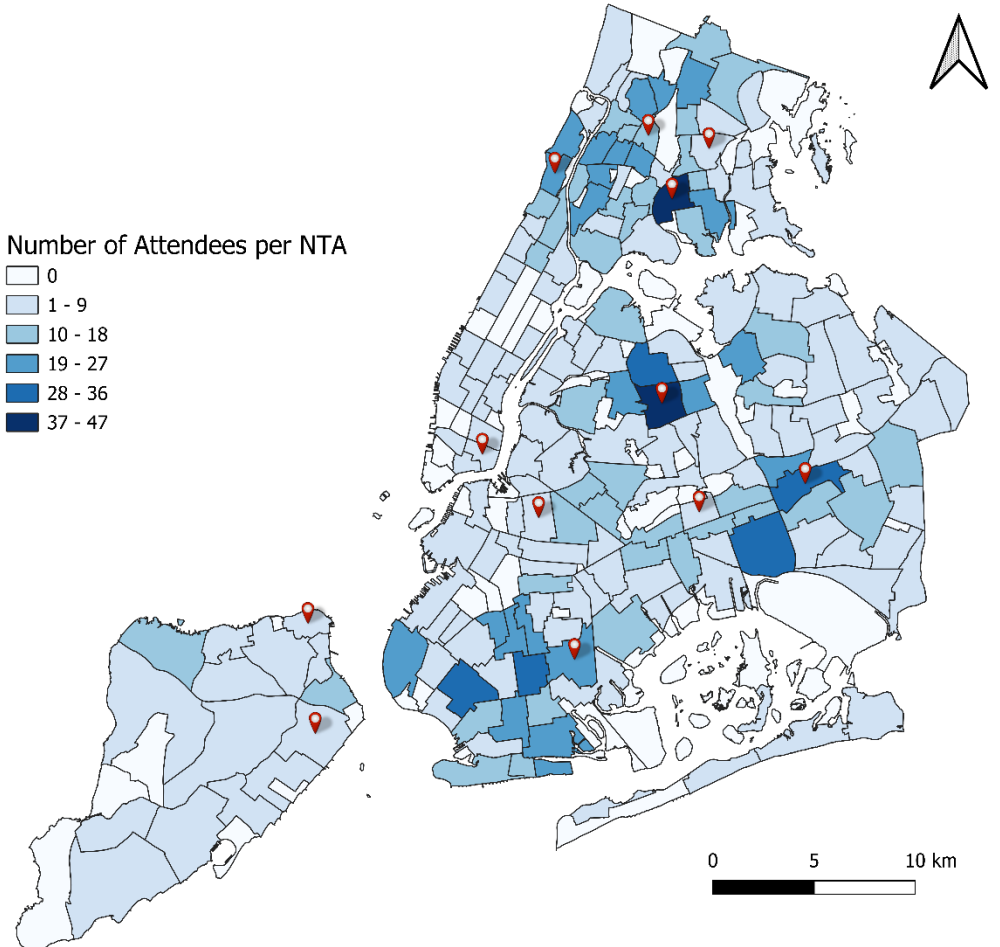 Number of Attendees per NTA
0
1 - 9
10 - 18
19 - 27
28 - 36
37 - 47
0 5 10 km